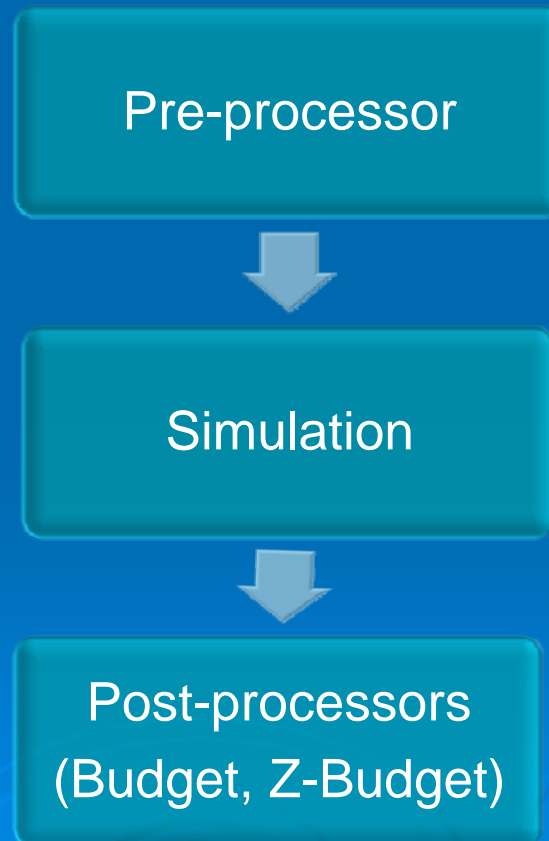 Pre-processor
Simulation
Post-processors
(Budget, Z-Budget)